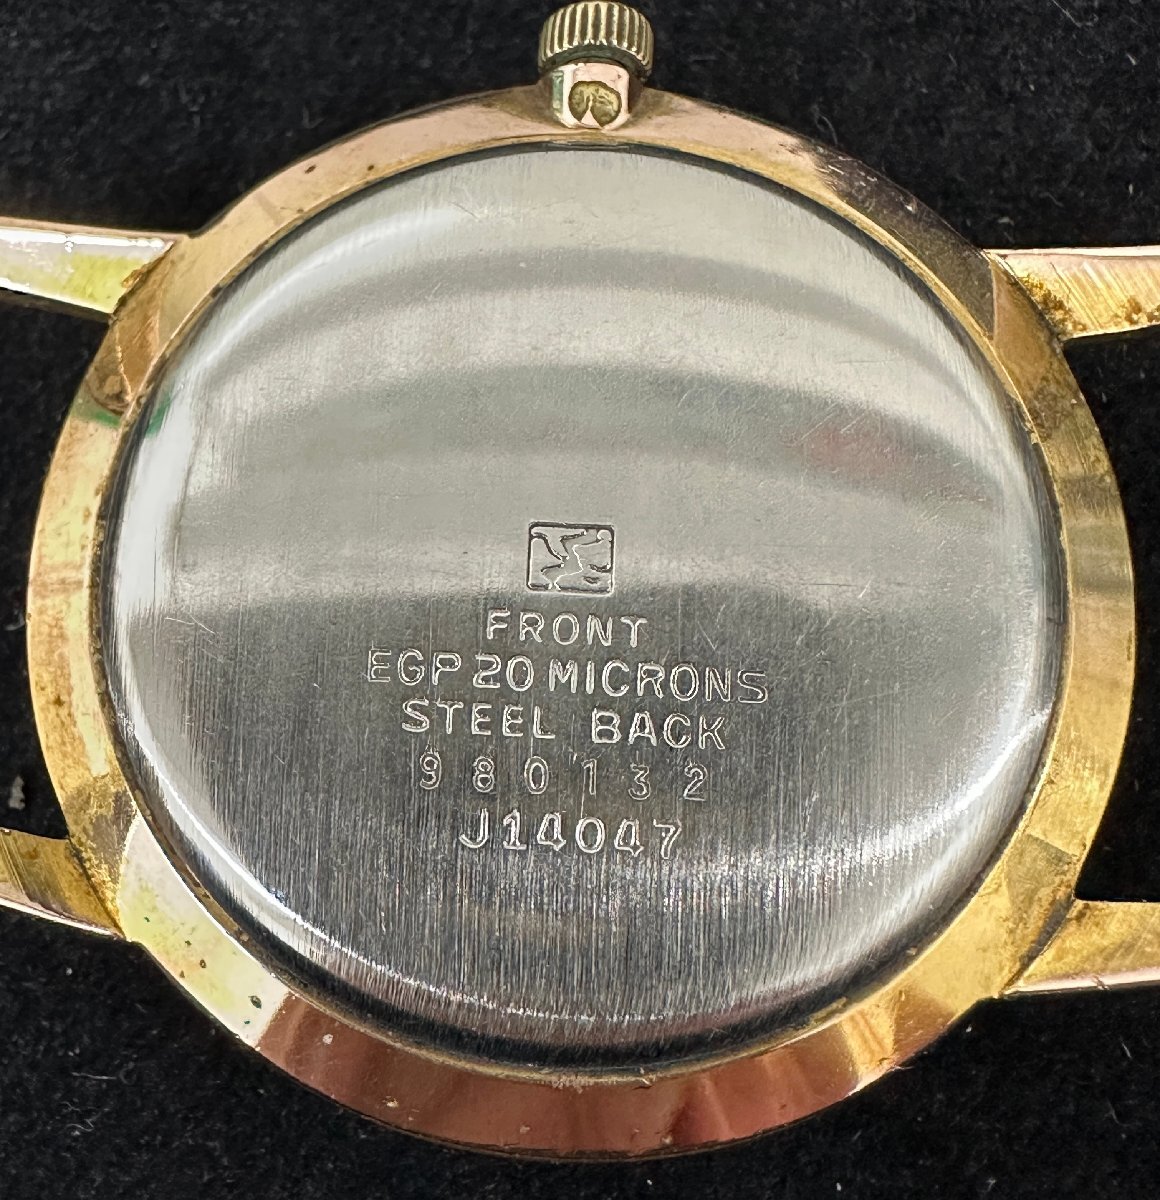 FRONT
EGP 20 MICRONS
STEEL BACK
980132
J14047